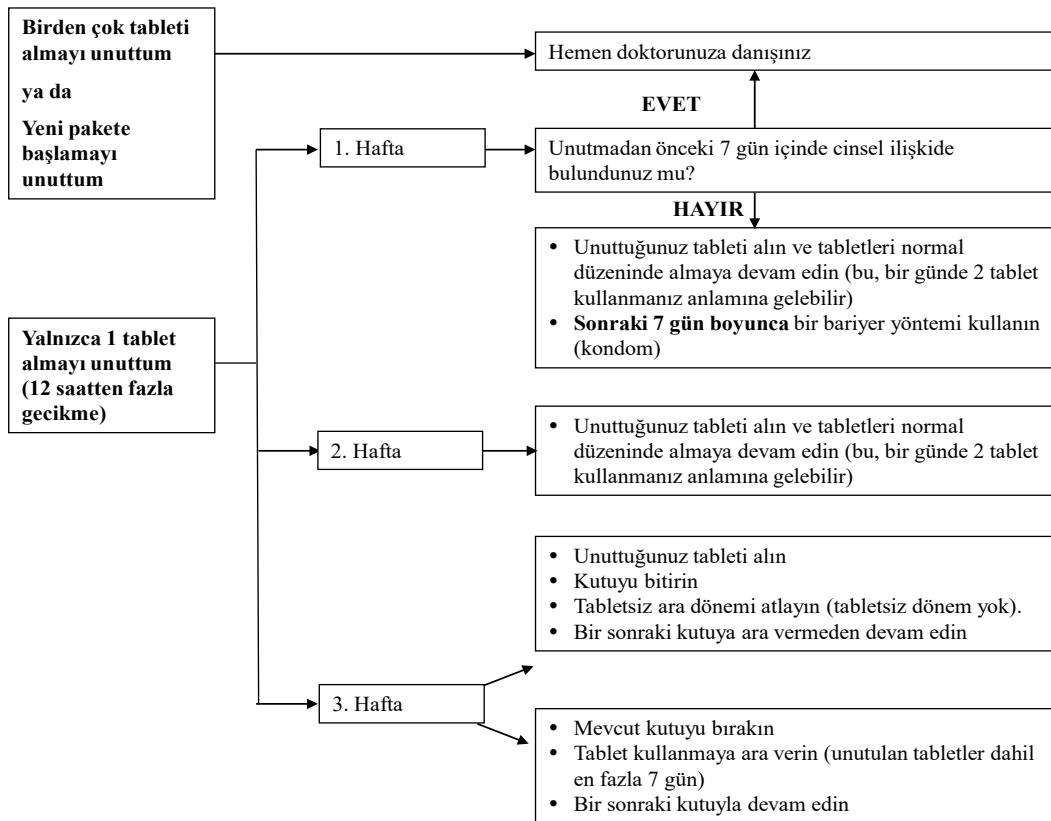 Birden çok tableti
almayı unuttum
ya da
Yeni pakete
başlamayı
unuttum
Hemen doktorunuza danışınız
EVET
1. Hafta
Unutmadan önceki 7 gün içinde cinsel ilişkide
bulundunuz mu?
HAYIR
• Unuttuğunuz tableti alın ve tabletleri normal
düzeninde almaya devam edin (bu, bir günde 2 tablet
kullanmanız anlamına gelebilir)
• Sonraki 7 gün boyunca bir bariyer yöntemi kullanın
(kondom)
Yalnızca 1 tablet
almayı unuttum
(12 saatten fazla
gecikme)
2. Hafta
• Unuttuğunuz tableti alın ve tabletleri normal
düzeninde almaya devam edin (bu, bir günde 2 tablet
kullanmanız anlamına gelebilir)
3. Hafta
• Unuttuğunuz tableti alın
• Kutuyu bitirin
• Tabletsiz ara dönemi atlayın (tabletsiz dönem yok).
• Bir sonraki kutuya ara vermeden devam edin
• Mevcut kutuyu bırakın
• Tablet kullanmaya ara verin (unutulan tabletler dahil
en fazla 7 gün)
• Bir sonraki kutuyla devam edin